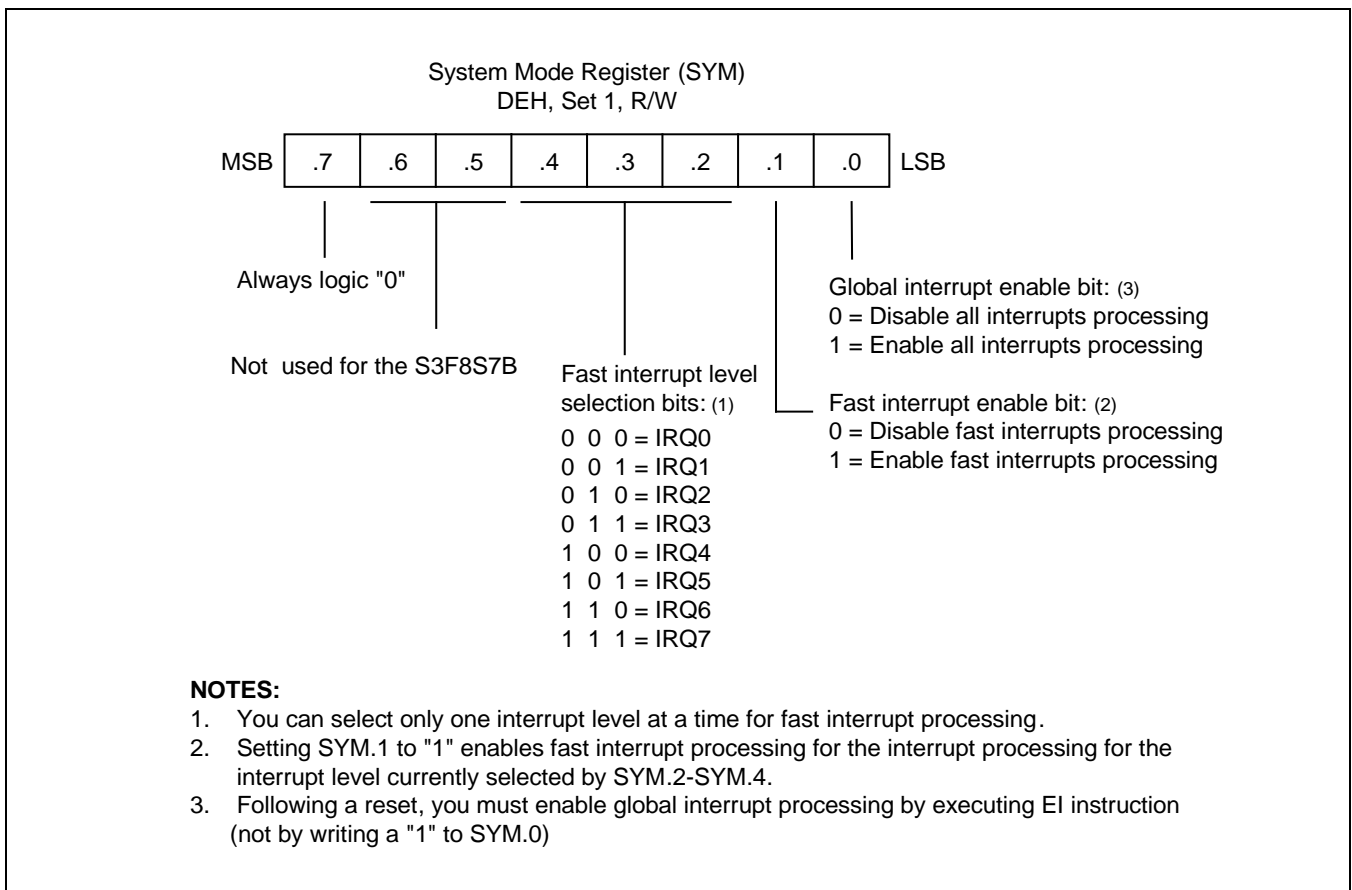 System Mode Register (SYM)
DEH, Set 1, R/W
MSB .7 .6 .5 .4 .3 .2 .1 .0 LSB
Always logic "0"
Not used for the S3F8S7B
Fast interrupt level
selection bits: (1)
0 0 0 = IRQ0
0 0 1 = IRQ1
0 1 0 = IRQ2
0 1 1 = IRQ3
1 0 0 = IRQ4
1 0 1 = IRQ5
1 1 0 = IRQ6
1 1 1 = IRQ7
Global interrupt enable bit: (3)
0 = Disable all interrupts processing
1 = Enable all interrupts processing
Fast interrupt enable bit: (2)
0 = Disable fast interrupts processing
1 = Enable fast interrupts processing
NOTES:
1. You can select only one interrupt level at a time for fast interrupt processing.
2. Setting SYM.1 to "1" enables fast interrupt processing for the interrupt processing for the
interrupt level currently selected by SYM.2-SYM.4.
3. Following a reset, you must enable global interrupt processing by executing EI instruction
(not by writing a "1" to SYM.0)